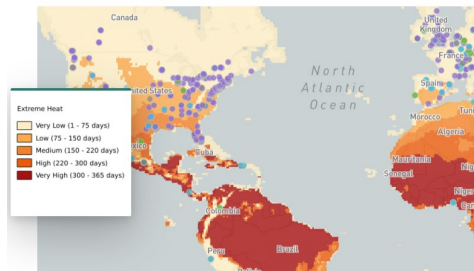 Canada
United
Kingdom
France
North
Atlantic
Ocean
United States
Spain
Extreme Heat
Very Low (1 - 75 days)
Low (75 - 150 days)
Medium (150 - 220 days)
High (220 - 300 days)
Very High (300 - 365 days)
Morocco
Algeria
Cuba
Mauritania
Senegal
Colombia
Peru
Brazil